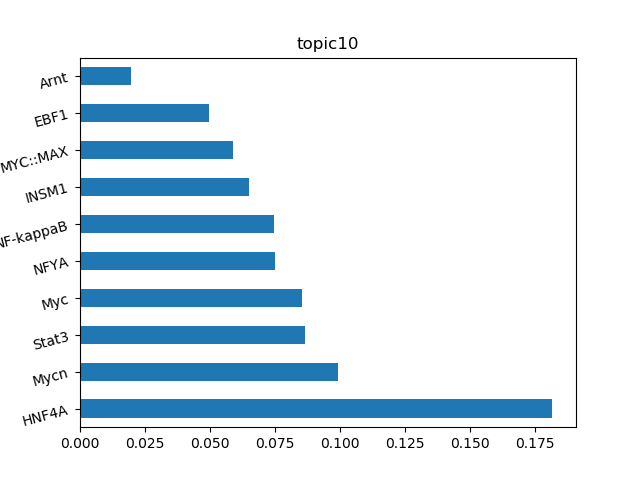 topic10
Arnt
EBF1
MYC::MAX
INSM1
NF-kappaB
NFYA
Myc
Stat3
Mycn
HNF4A
0.000 0.025 0.050 0.075 0.100 0.125 0.150 0.175